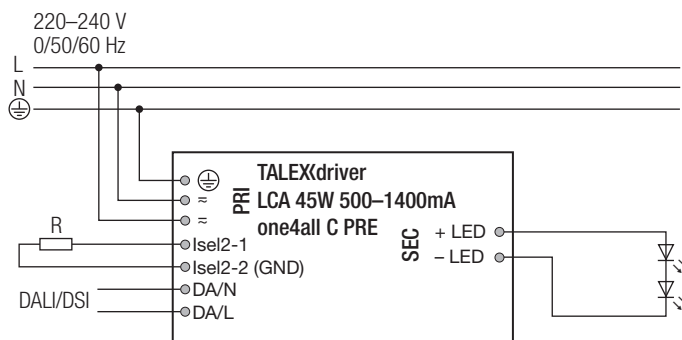 220–240 V
0/50/60 Hz
L
N
PRI
TALEXXdriver
LCA 45W 500–1400mA
one4all C PRE
≂
≂
R
Isel2-1
Isel2-2 (GND)
DALI/DSI
DA/N
DA/L
SEC
+ LED
– LED